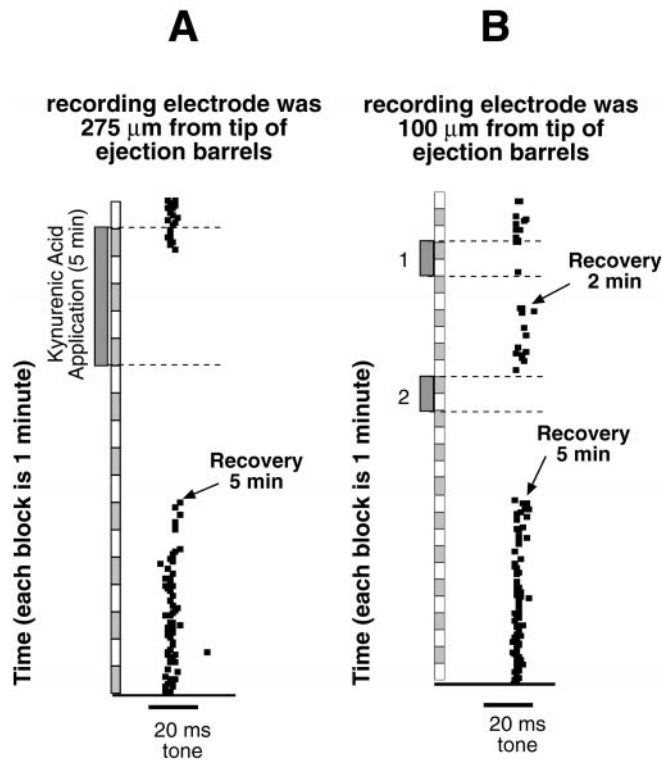 A
B
recording electrode was
275 μm from tip of
ejection barrels
recording electrode was
100 μm from tip of
ejection barrels
Time (each block is 1 minute)
Kynurenic Acid
Application (5 min)
Recovery
5 min
20 ms
tone
Time (each block is 1 minute)
1
Recovery
2 min
2
Recovery
5 min
20 ms
tone